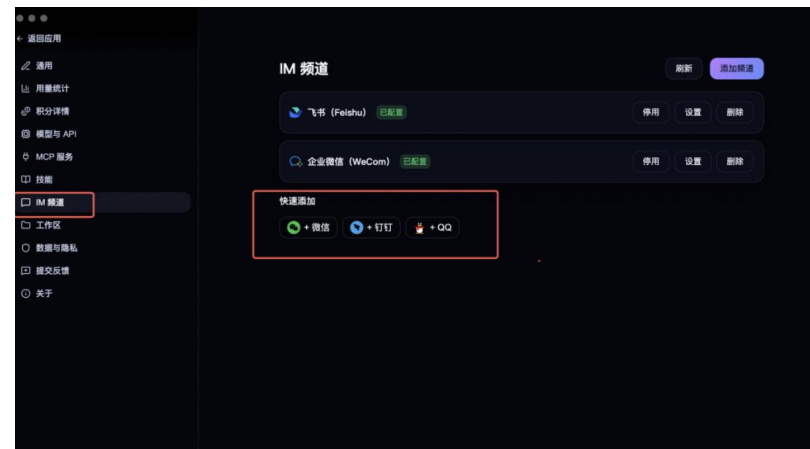 返回应用
通用
用量统计
积分详情
模型与 API
MCP 服务
技能
IM 频道
工作区
数据与隐私
提交反馈
关于
IM 频道
刷新
添加频道
飞书（Feishu） 已配置
停用 设置 删除
企业微信（WeCom） 已配置
停用 设置 删除
快速添加
+ 微信 + 钉钉 + QQ